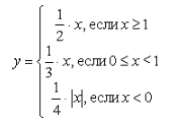 y = { 1/2 · x, если x ≥ 1
1/3 · x, если 0 ≤ x < 1
1/4 · |x|, если x < 0